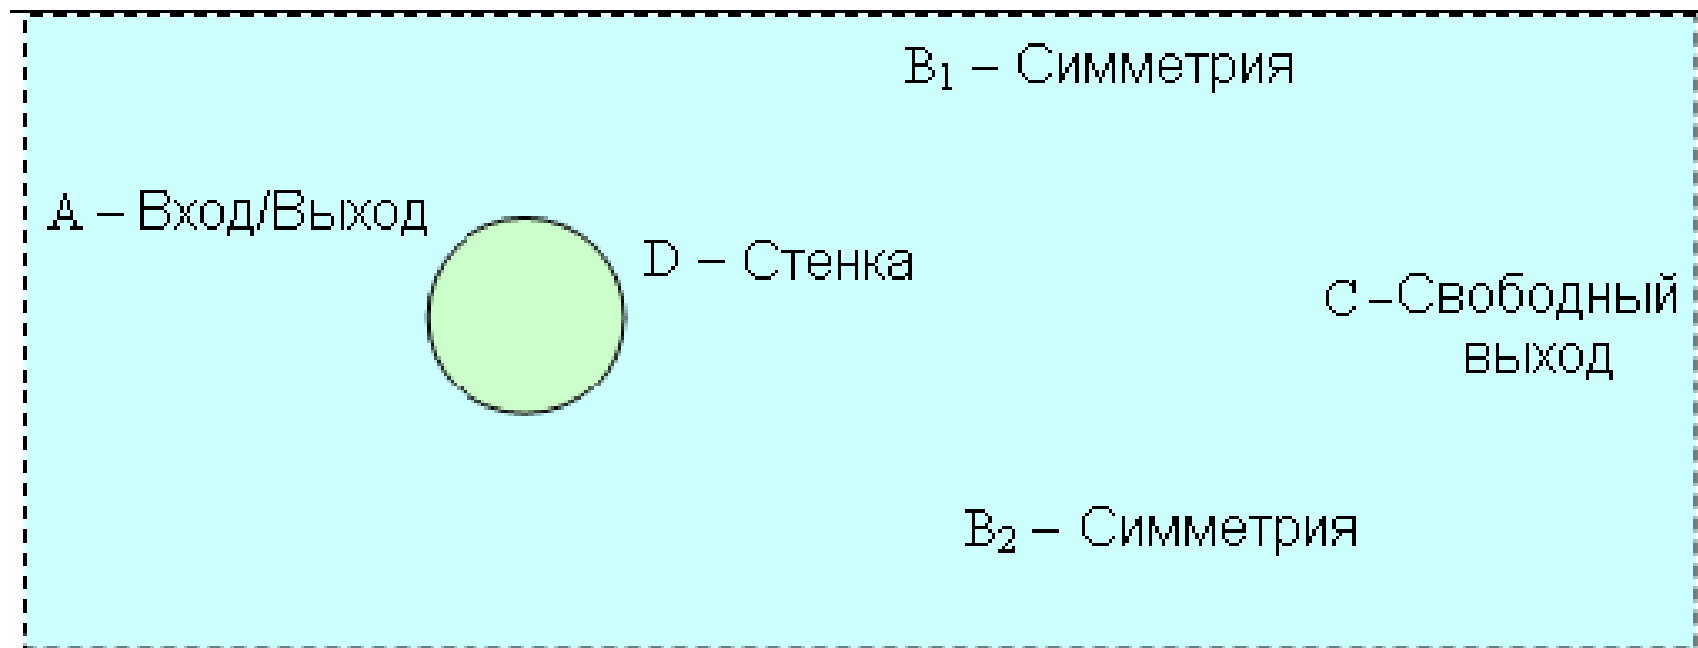 B₁ – Симметрия
A – Вход/Выход
D – Стенка
C –Свободный
выход
B₂ – Симметрия